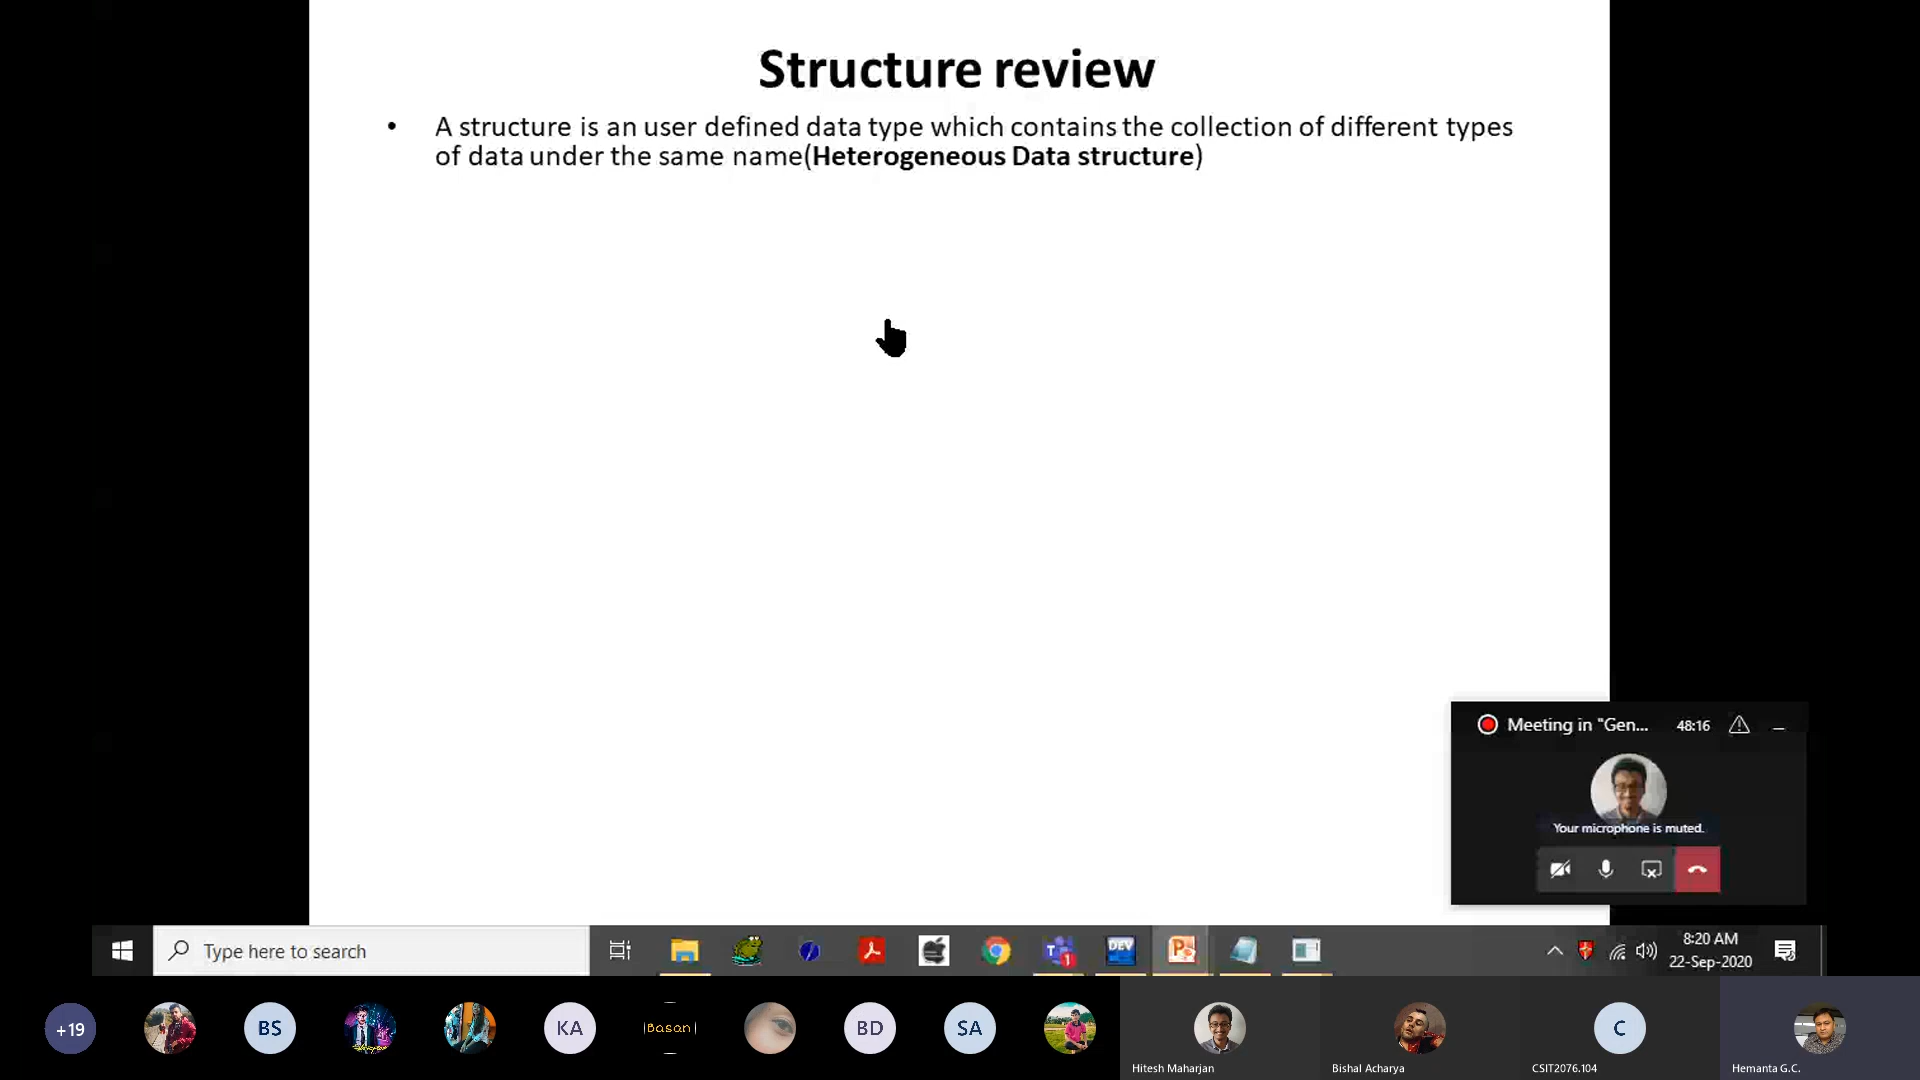 Structure review
• A structure is an user defined data type which contains the collection of different types
of data under the same name(Heterogeneous Data structure)
Meeting in "Gen... 48:16
Your microphone is muted.
Type here to search
1
DEV
8:20 AM
22-Sep-2020
+19
BS
KA
Basan
BD
SA
C
Hitesh Maharjan
Bishal Acharya
CSIT2076.104
Hemanta G.C.